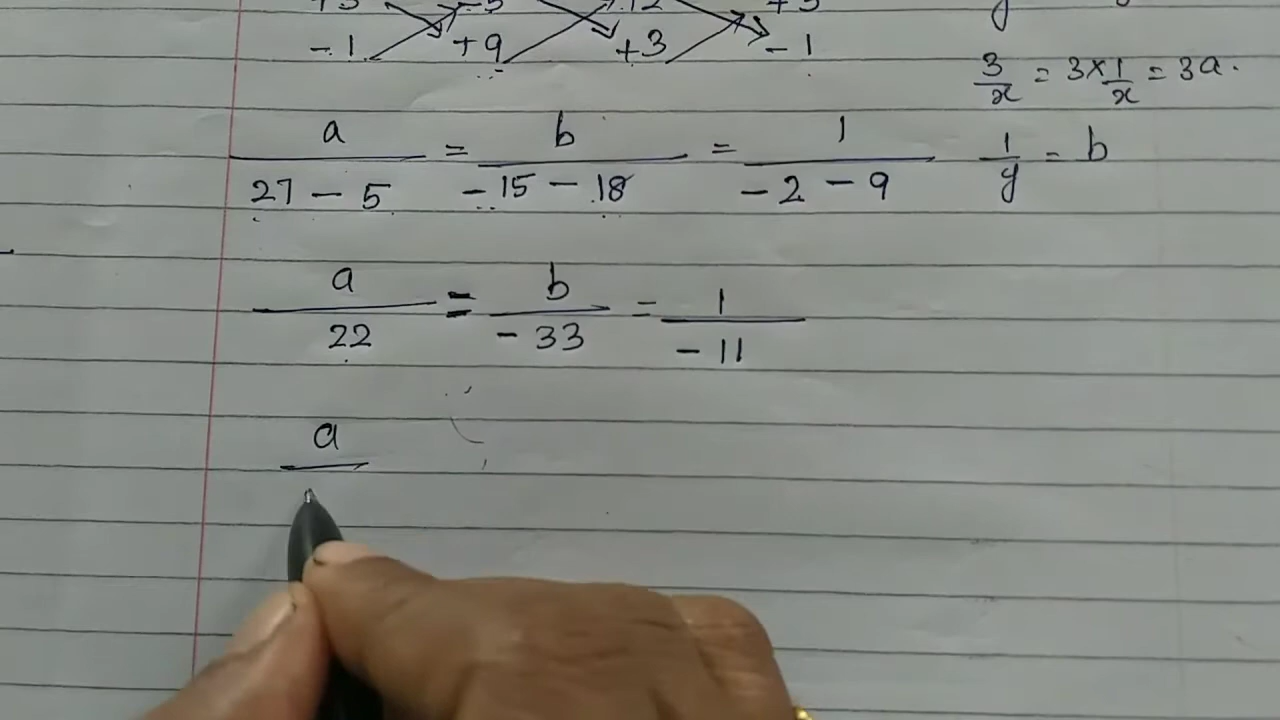 - 1 + 9 + 3 - 1
3/x = 3 × 1/x = 3a.
a/(27 - 5) = b/(-15 - 18) = 1/(-2 - 9)
1/y = b
a/22 = b/-33 = 1/-11
a